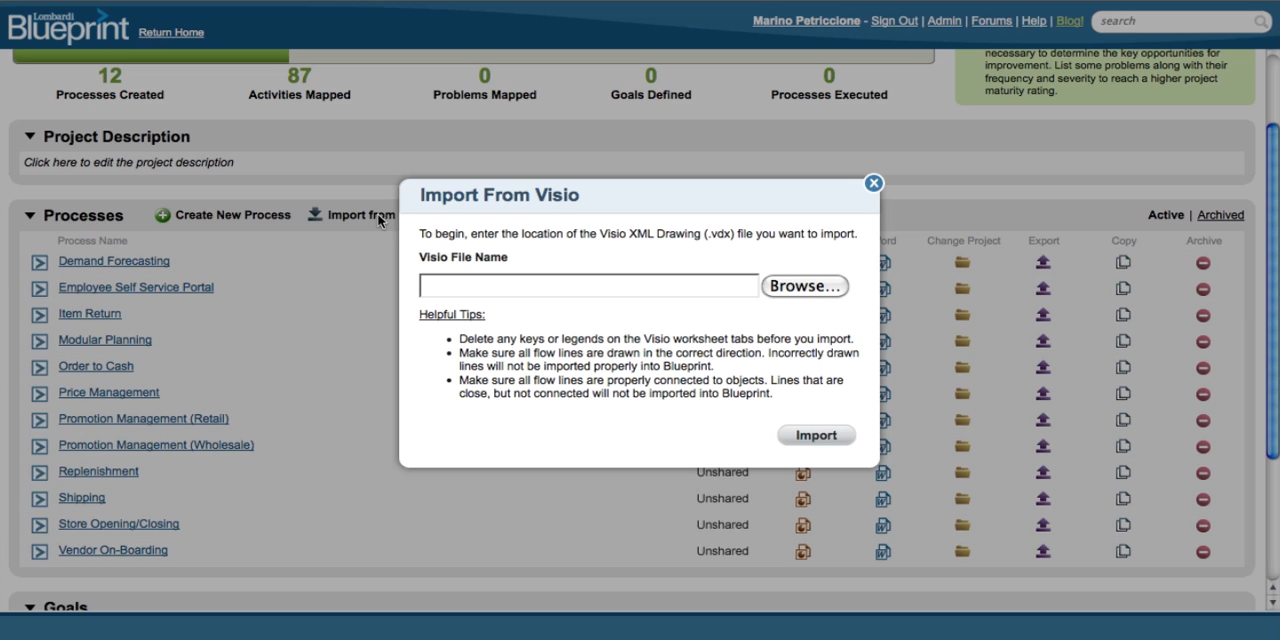 Lombardi
Blueprint Return Home
Marino Petriccione - Sign Out | Admin | Forums | Help | Blog! search
12 87 0 0 0
Processes Created Activities Mapped Problems Mapped Goals Defined Processes Executed
necessary to determine the key opportunities for
improvement. List some problems along with their
frequency and severity to reach a higher project
maturity rating.
Project Description
Click here to edit the project description
Processes Create New Process Import from Active | Archived
Process Name Change Project Export Copy Archive
Demand Forecasting
Employee Self Service Portal
Item Return
Modular Planning
Order to Cash
Price Management
Promotion Management (Retail)
Promotion Management (Wholesale)
Replenishment Unshared
Shipping Unshared
Store Opening/Closing Unshared
Vendor On-Boarding Unshared
Goals
Import From Visio
To begin, enter the location of the Visio XML Drawing (.vdx) file you want to import.
Visio File Name
Browse...
Helpful Tips:
• Delete any keys or legends on the Visio worksheet tabs before you import.
• Make sure all flow lines are drawn in the correct direction. Incorrectly drawn
lines will not be imported properly into Blueprint.
• Make sure all flow lines are properly connected to objects. Lines that are
close, but not connected will not be imported into Blueprint.
Import